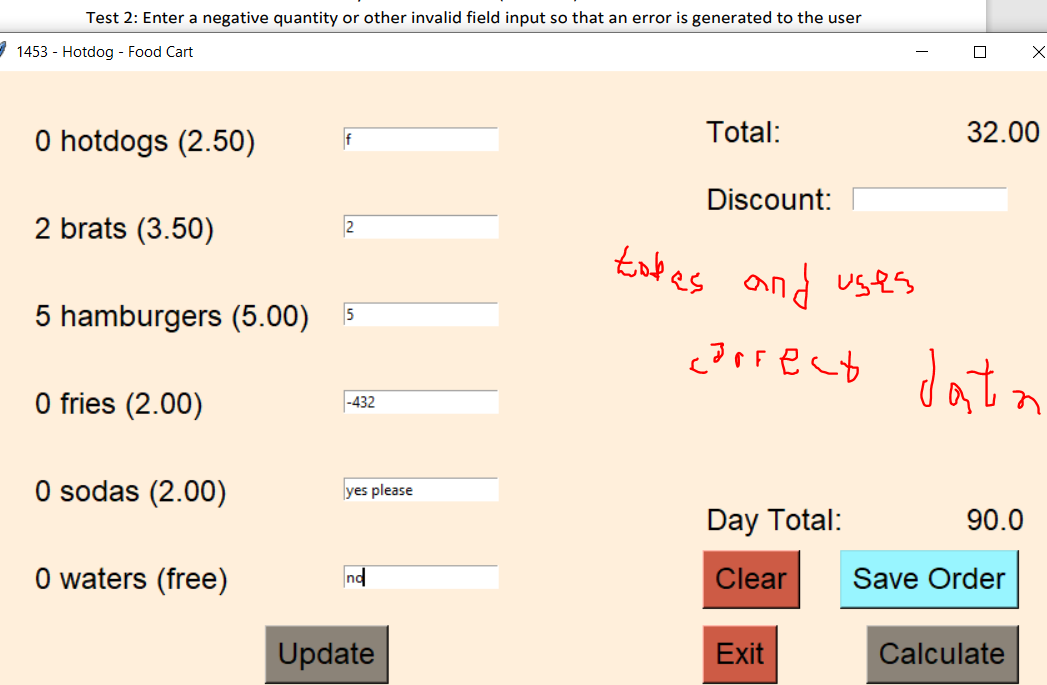 Test 2: Enter a negative quantity or other invalid field input so that an error is generated to the user
1453 - Hotdog - Food Cart
0 hotdogs (2.50) f
Total: 32.00
Discount:
2 brats (3.50) 2
takes and uses
5 hamburgers (5.00) 5
correct data
0 fries (2.00) -432
0 sodas (2.00) yes please
Day Total: 90.0
0 waters (free) no
Clear Save Order
Update Exit Calculate